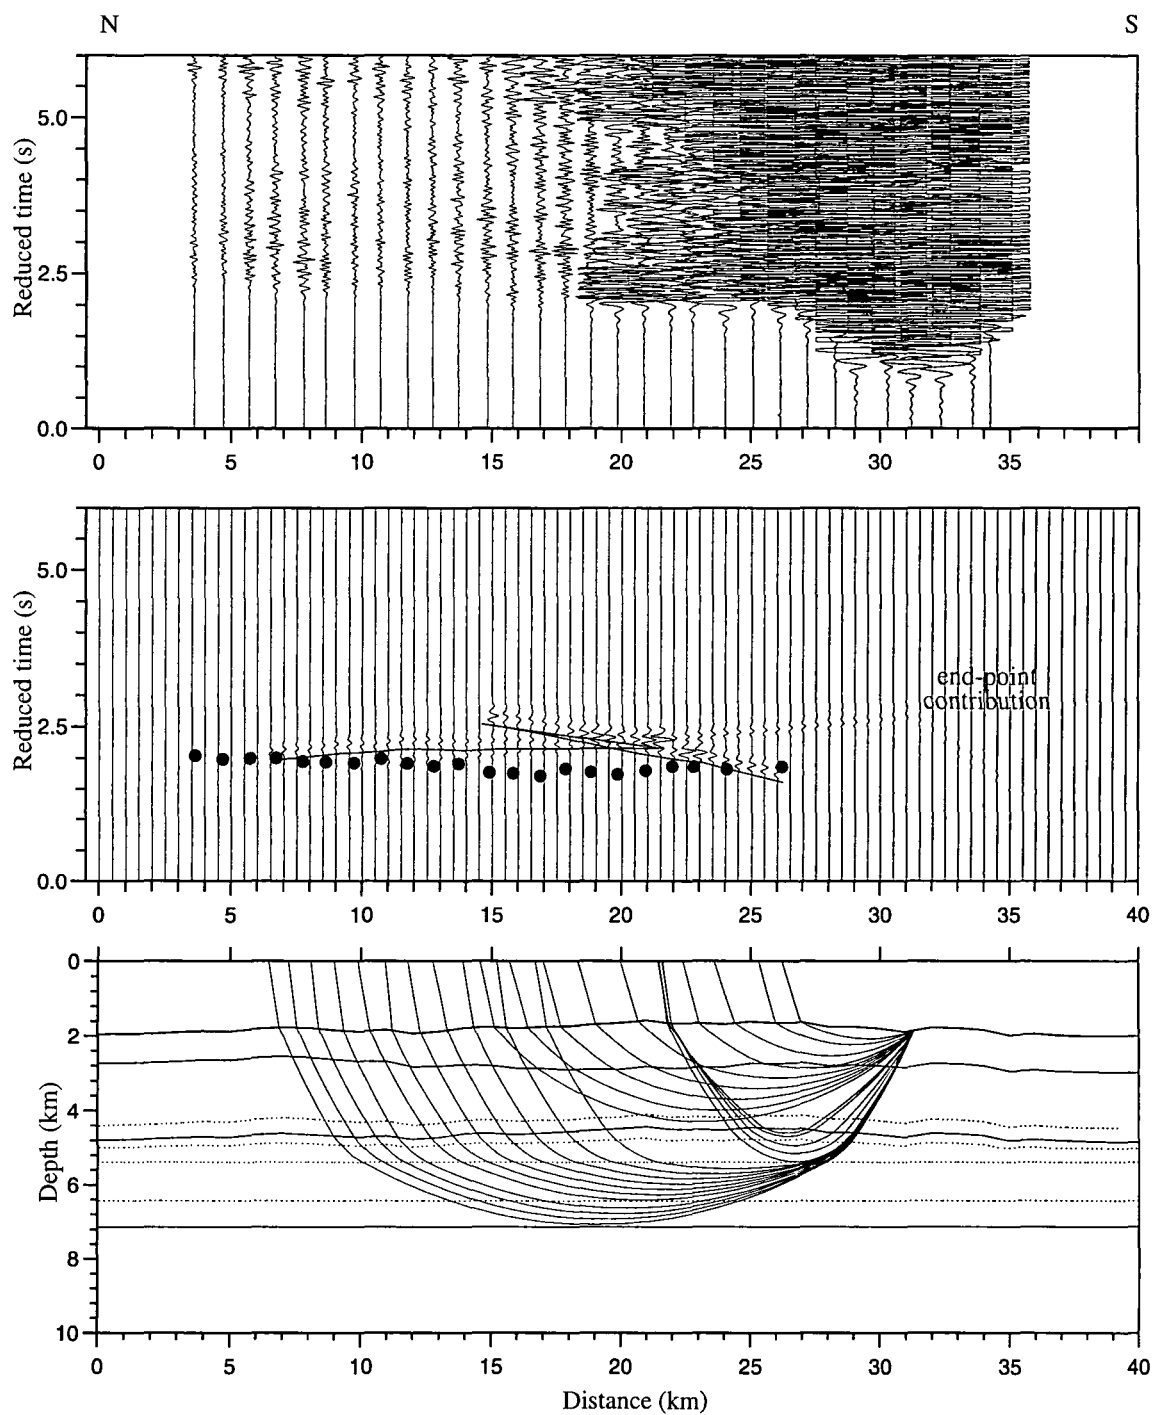 N S
5.0
Reduced time (s)
2.5
0.0
0 5 10 15 20 25 30 35
5.0
Reduced time (s)
end-point
contribution
2.5
0.0
0 5 10 15 20 25 30 35 40
0
2
4
Depth (km)
6
8
10
0 5 10 15 20 25 30 35 40
Distance (km)